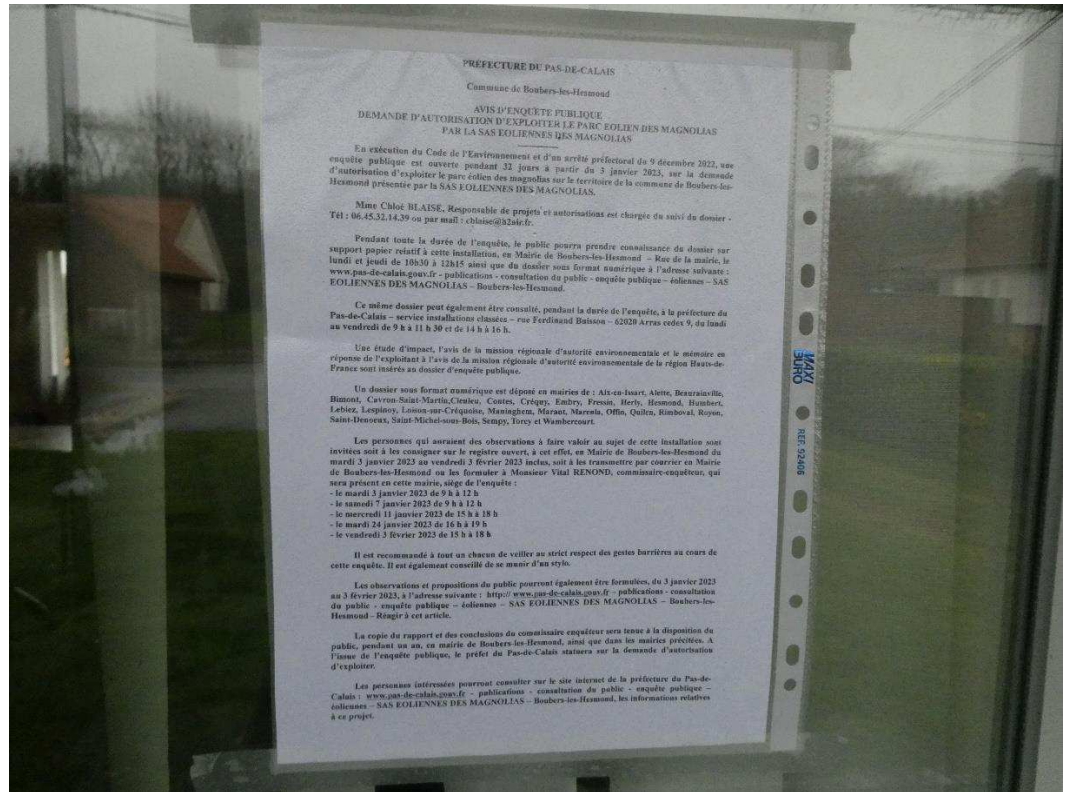 PRÉFECTURE DU PAS-DE-CALAIS
Commune de Boubers-les-Hesmond
AVIS D'ENQUÊTE PUBLIQUE
DEMANDE D'AUTORISATION D'EXPLOITER LE PARC EOLIEN DES MAGNOLIAS
PAR LA SAS EOLIENNES DES MAGNOLIAS
En exécution du Code de l'Environnement et d'un arrêté préfectoral du 9 décembre 2022, une
enquête publique est ouverte pendant 32 jours à partir du 3 janvier 2023, sur la demande
d'autorisation d'exploiter le parc éolien des magnolias sur le territoire de la commune de Boubers-les-
Hesmond présentée par la SAS EOLIENNES DES MAGNOLIAS.
Mme Chloé BLAISE, Responsable de projets et autorisations est chargée du suivi du dossier -
Tél : 06.45.32.14.39 ou par mail : cblaise@h2air.fr.
Pendant toute la durée de l'enquête, le public pourra prendre connaissance du dossier sur
support papier relatif à cette installation, en Mairie de Boubers-les-Hesmond – Rue de la mairie, le
lundi et jeudi de 10h30 à 12h15 ainsi que du dossier sous format numérique à l'adresse suivante :
www.pas-de-calais.gouv.fr - publications - consultation du public - enquête publique – éoliennes – SAS
EOLIENNES DES MAGNOLIAS – Boubers-les-Hesmond.
Ce même dossier peut également être consulté, pendant la durée de l'enquête, à la préfecture du
Pas-de-Calais – service installations classées – rue Ferdinand Buisson – 62020 Arras cedex 9, du lundi
au vendredi de 9 h à 11 h 30 et de 14 h à 16 h.
Une étude d'impact, l'avis de la mission régionale d'autorité environnementale et le mémoire en
réponse de l'exploitant à l'avis de la mission régionale d'autorité environnementale de la région Hauts-de-
France sont insérés au dossier d'enquête publique.
Un dossier sous format numérique est déposé en mairies de : Aix-en-Issart, Alette, Beaurainville,
Bimont, Cavron-Saint-Martin,Clenleu, Contes, Créquy, Embry, Fressin, Herly, Hesmond, Humbert,
Lebiez, Lespinoy, Loison-sur-Créquoise, Maninghem, Marant, Marenla, Offin, Quilen, Rimboval, Royon,
Saint-Denoeux, Saint-Michel-sous-Bois, Sempy, Torcy et Wambercourt.
Les personnes qui auraient des observations à faire valoir au sujet de cette installation sont
invitées soit à les consigner sur le registre ouvert, à cet effet, en Mairie de Boubers-les-Hesmond du
mardi 3 janvier 2023 au vendredi 3 février 2023 inclus, soit à les transmettre par courrier en Mairie
de Boubers-les-Hesmond ou les formuler à Monsieur Vital RENOND, commissaire-enquêteur, qui
sera présent en cette mairie, siège de l'enquête :
- le mardi 3 janvier 2023 de 9 h à 12 h
- le samedi 7 janvier 2023 de 9 h à 12 h
- le mercredi 11 janvier 2023 de 15 h à 18 h
- le mardi 24 janvier 2023 de 16 h à 19 h
- le vendredi 3 février 2023 de 15 h à 18 h
Il est recommandé à tout un chacun de veiller au strict respect des gestes barrières au cours de
cette enquête. Il est également conseillé de se munir d'un stylo.
Les observations et propositions du public pourront également être formulées, du 3 janvier 2023
au 3 février 2023, à l'adresse suivante : http:// www.pas-de-calais.gouv.fr - publications - consultation
du public - enquête publique – éoliennes – SAS EOLIENNES DES MAGNOLIAS – Boubers-les-
Hesmond – Réagir à cet article.
La copie du rapport et des conclusions du commissaire enquêteur sera tenue à la disposition du
public, pendant un an, en mairie de Boubers-les-Hesmond, ainsi que dans les mairies précitées. A
l'issue de l'enquête publique, le préfet du Pas-de-Calais statuera sur la demande d'autorisation
d'exploiter.
Les personnes intéressées pourront consulter sur le site internet de la préfecture du Pas-de-
Calais : www.pas-de-calais.gouv.fr - publications - consultation du public - enquête publique –
éoliennes – SAS EOLIENNES DES MAGNOLIAS – Boubers-les-Hesmond, les informations relatives
à ce projet.
MAXI
BURO
REF. 92406